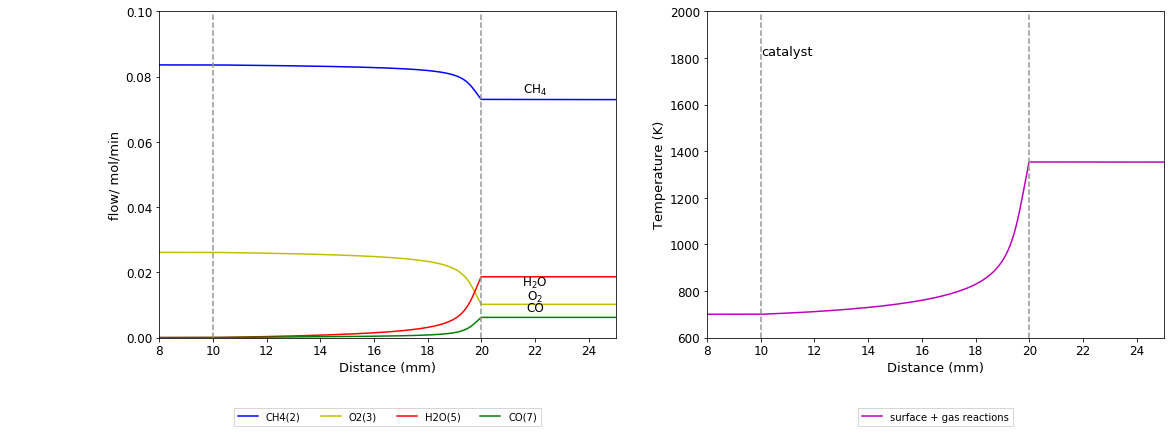 0.10
0.08
0.06
0.04
0.02
0.00
flow/ mol/min
CH₄
H₂O
O₂
CO
8 10 12 14 16 18 20 22 24
Distance (mm)
CH4(2) O2(3) H2O(5) CO(7)
2000
1800
1600
1400
1200
1000
800
600
Temperature (K)
catalyst
8 10 12 14 16 18 20 22 24
Distance (mm)
surface + gas reactions